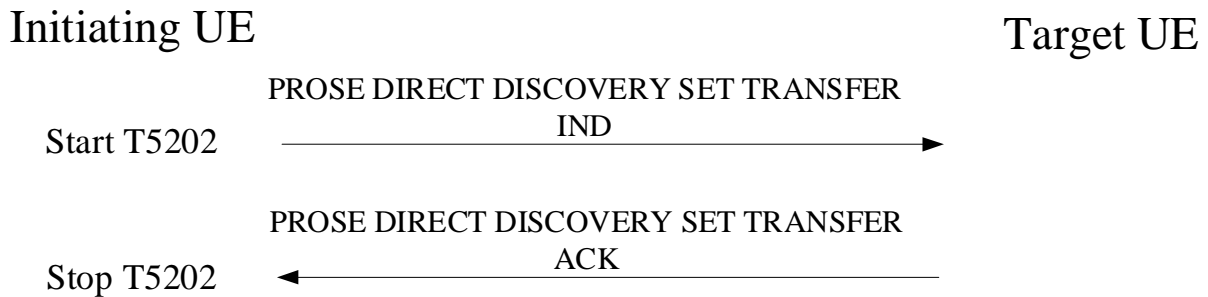 Initiating UE
Target UE
PROSE DIRECT DISCOVERY SET TRANSFER
IND
Start T5202
PROSE DIRECT DISCOVERY SET TRANSFER
ACK
Stop T5202